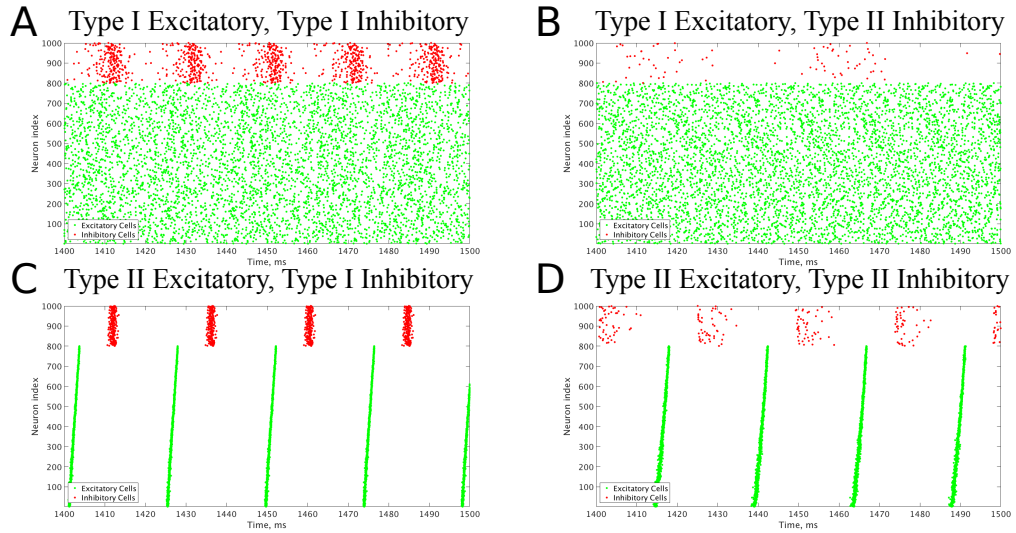 A Type I Excitatory, Type I Inhibitory
1000
900
800
700
600
500
400
300
200
100
Neuron index
Excitatory Cells
Inhibitory Cells
1400 1410 1420 1430 1440 1450 1460 1470 1480 1490 1500
Time, ms
B Type I Excitatory, Type II Inhibitory
1000
900
800
700
600
500
400
300
200
100
Neuron index
Excitatory Cells
Inhibitory Cells
1400 1410 1420 1430 1440 1450 1460 1470 1480 1490 1500
Time, ms
C Type II Excitatory, Type I Inhibitory
1000
900
800
700
600
500
400
300
200
100
Neuron index
Excitatory Cells
Inhibitory Cells
1400 1410 1420 1430 1440 1450 1460 1470 1480 1490 1500
Time, ms
D Type II Excitatory, Type II Inhibitory
1000
900
800
700
600
500
400
300
200
100
Neuron index
Excitatory Cells
Inhibitory Cells
1400 1410 1420 1430 1440 1450 1460 1470 1480 1490 1500
Time, ms